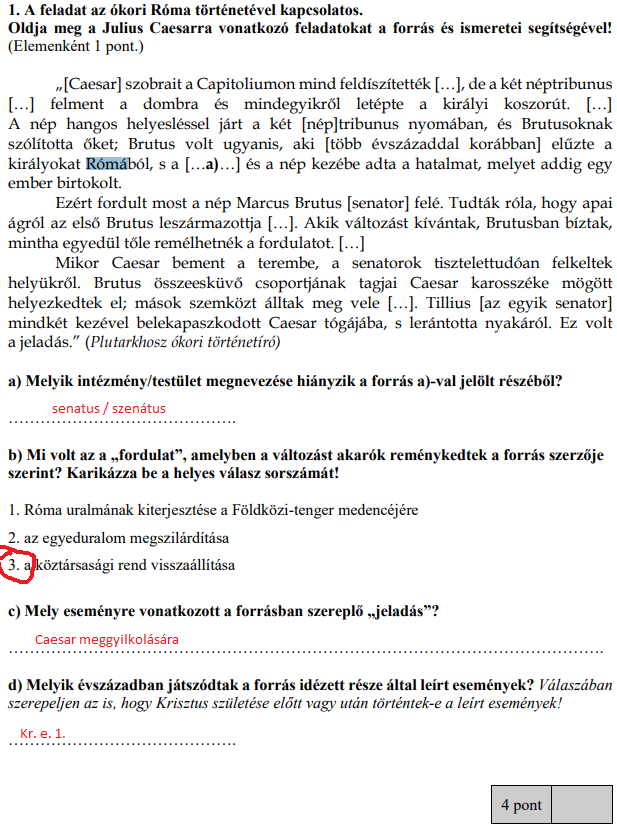 1. A feladat az ókori Róma történetével kapcsolatos.
Oldja meg a Julius Caesarra vonatkozó feladatokat a forrás és ismeretei segítségével!
(Elemenként 1 pont.)
„[Caesar] szobrait a Capitoliumon mind feldíszítették […], de a két néptribunus
[…] felment a dombra és mindegyikről letépte a királyi koszorút. […]
A nép hangos helyesléssel járt a két [nép]tribunus nyomában, és Brutusoknak
szólította őket; Brutus volt ugyanis, aki [több évszázaddal korábban] elűzte a
királyokat Rómából, s a […a)…] és a nép kezébe adta a hatalmat, melyet addig egy
ember birtokolt.
Ezért fordult most a nép Marcus Brutus [senator] felé. Tudták róla, hogy apai
ágról az első Brutus leszármazottja […]. Akik változást kívántak, Brutusban bíztak,
mintha egyedül tőle remélhetnék a fordulatot. […]
Mikor Caesar bement a terembe, a senatorok tisztelettudóan felkeltek
helyükről. Brutus összeesküvő csoportjának tagjai Caesar karosszéke mögött
helyezkedtek el; mások szemközt álltak meg vele […]. Tillius [az egyik senator]
mindkét kezével belekapaszkodott Caesar tógájába, s lerántotta nyakáról. Ez volt
a jeladás.” (Plutarkhosz ókori történetíró)
a) Melyik intézmény/testület megnevezése hiányzik a forrás a)-val jelölt részéből?
senatus / szenátus
……………………………………….
b) Mi volt az a „fordulat”, amelyben a változást akarók reménykedtek a forrás szerzője
szerint? Karikázza be a helyes válasz sorszámát!
1. Róma uralmának kiterjesztése a Földközi-tenger medencéjére
2. az egyeduralom megszilárdítása
3. a köztársasági rend visszaállítása
c) Mely eseményre vonatkozott a forrásban szereplő „jeladás”?
Caesar meggyilkolására
……………………………………………………………………………………………….
d) Melyik évszázadban játszódtak a forrás idézett része által leírt események? Válaszában
szerepeljen az is, hogy Krisztus születése előtt vagy után történtek-e a leírt események!
Kr. e. 1.
……………………………………….
4 pont